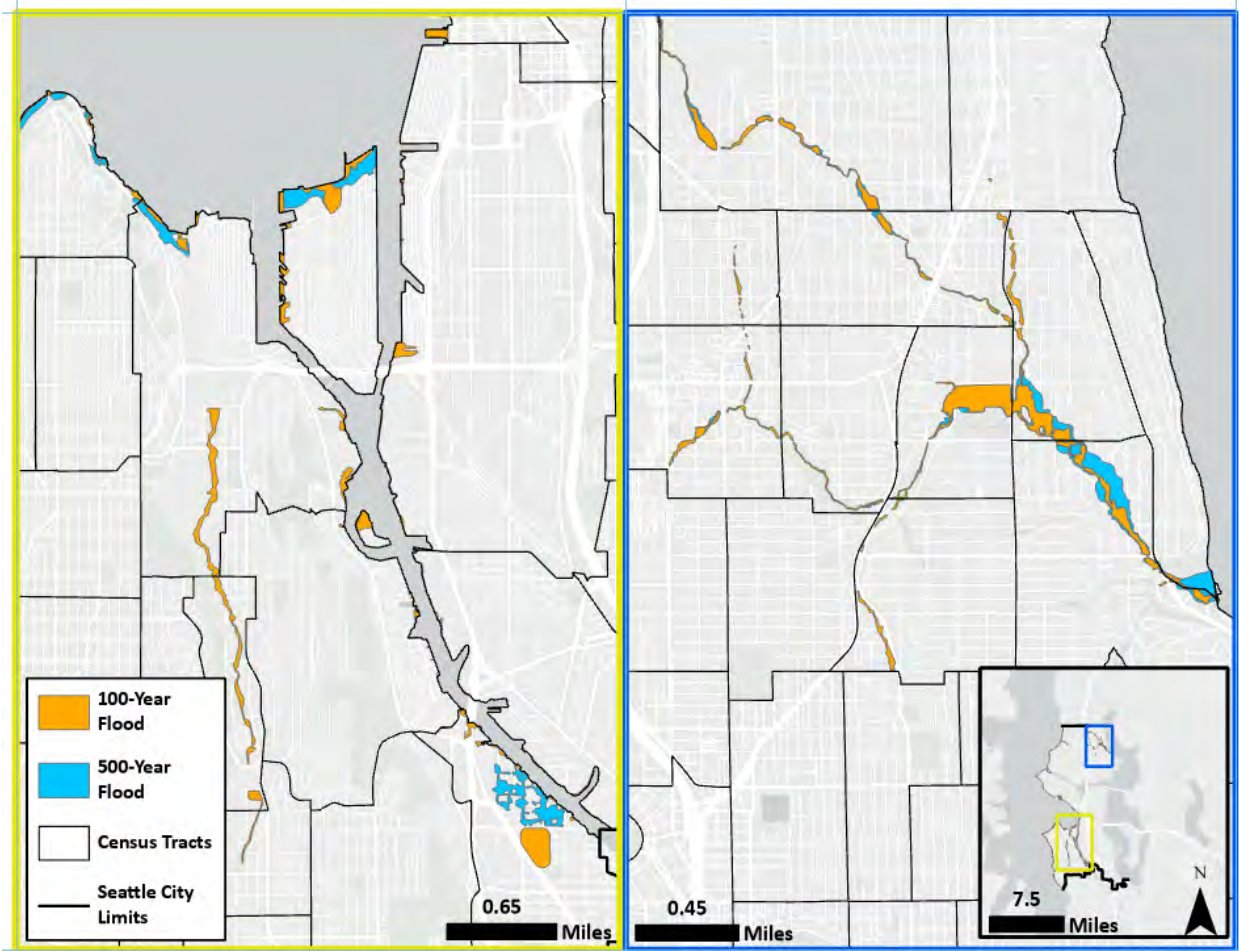 100-Year
Flood
500-Year
Flood
Census Tracts
Seattle City
Limits
0.65
Miles
0.45
Miles
7.5
Miles
N